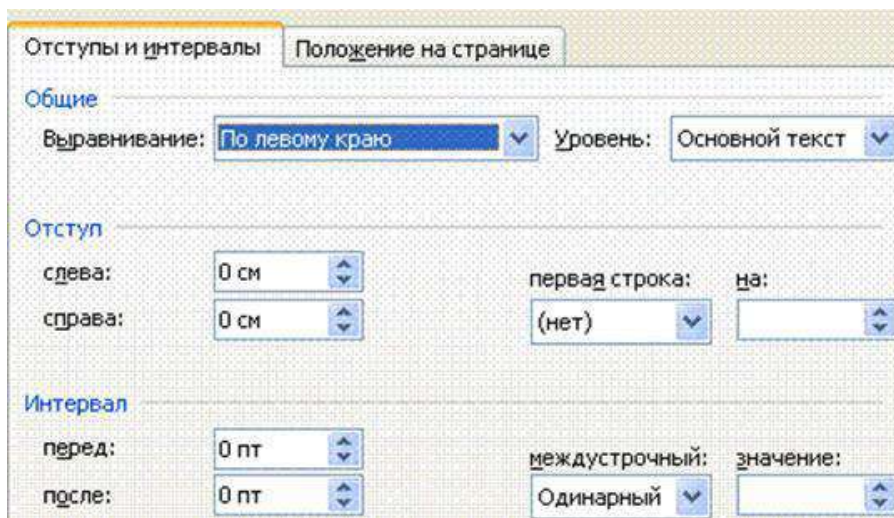 Отступы и интервалы Положение на странице
Общие
Выравнивание: По левому краю Уровень: Основной текст
Отступ
слева: 0 см первая строка: на:
справа: 0 см (нет)
Интервал
перед: 0 пт междустрочный: значение:
после: 0 пт Одинарный